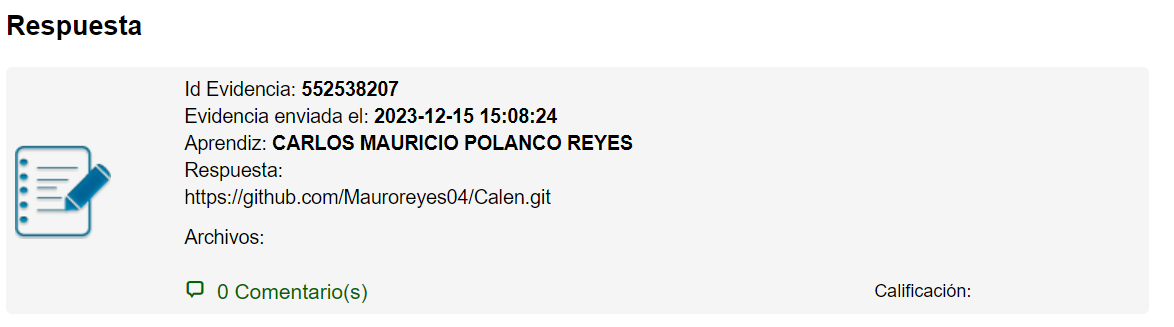 Respuesta
Id Evidencia: 552538207
Evidencia enviada el: 2023-12-15 15:08:24
Aprendiz: CARLOS MAURICIO POLANCO REYES
Respuesta:
https://github.com/Mauroreyes04/Calen.git
Archivos:
0 Comentario(s)
Calificación: